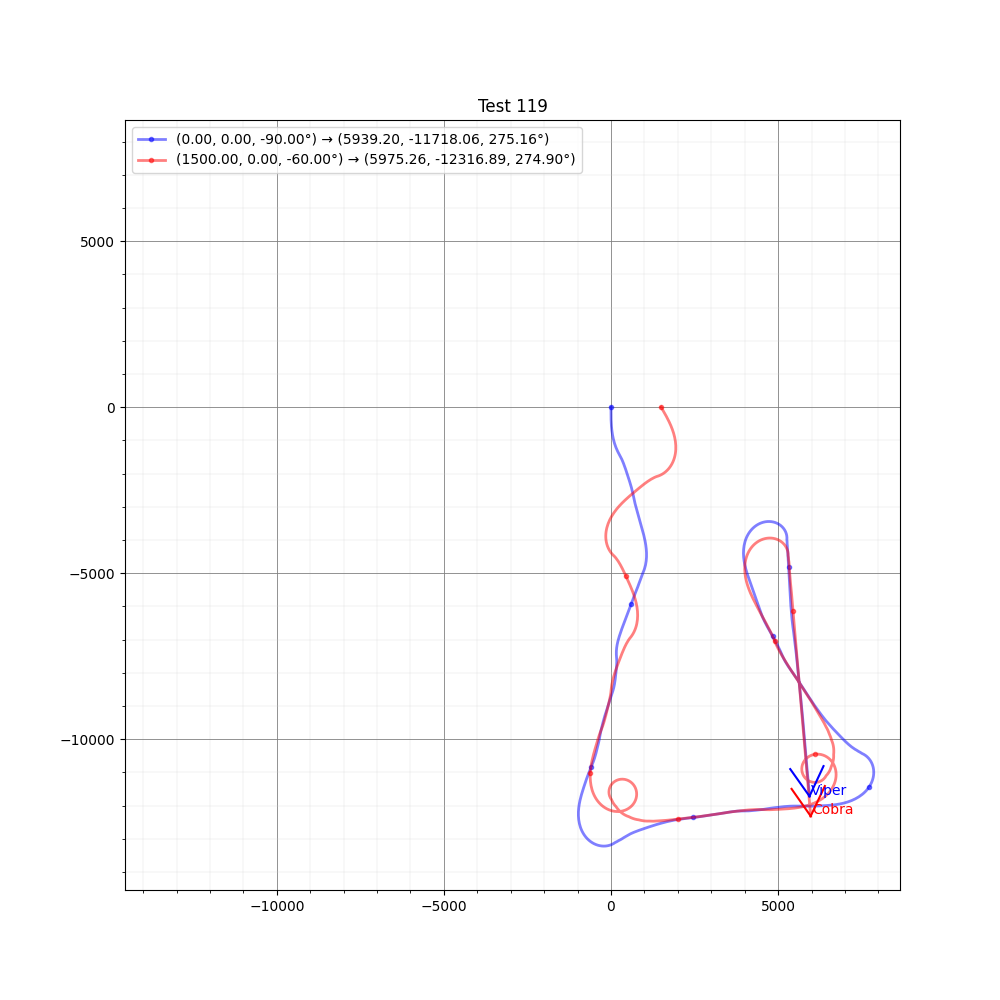 Test 119
(0.00, 0.00, -90.00°) → (5939.20, -11718.06, 275.16°)
(1500.00, 0.00, -60.00°) → (5975.26, -12316.89, 274.90°)
5000
0
−5000
−10000
Viper
Cobra
−10000
−5000
0
5000